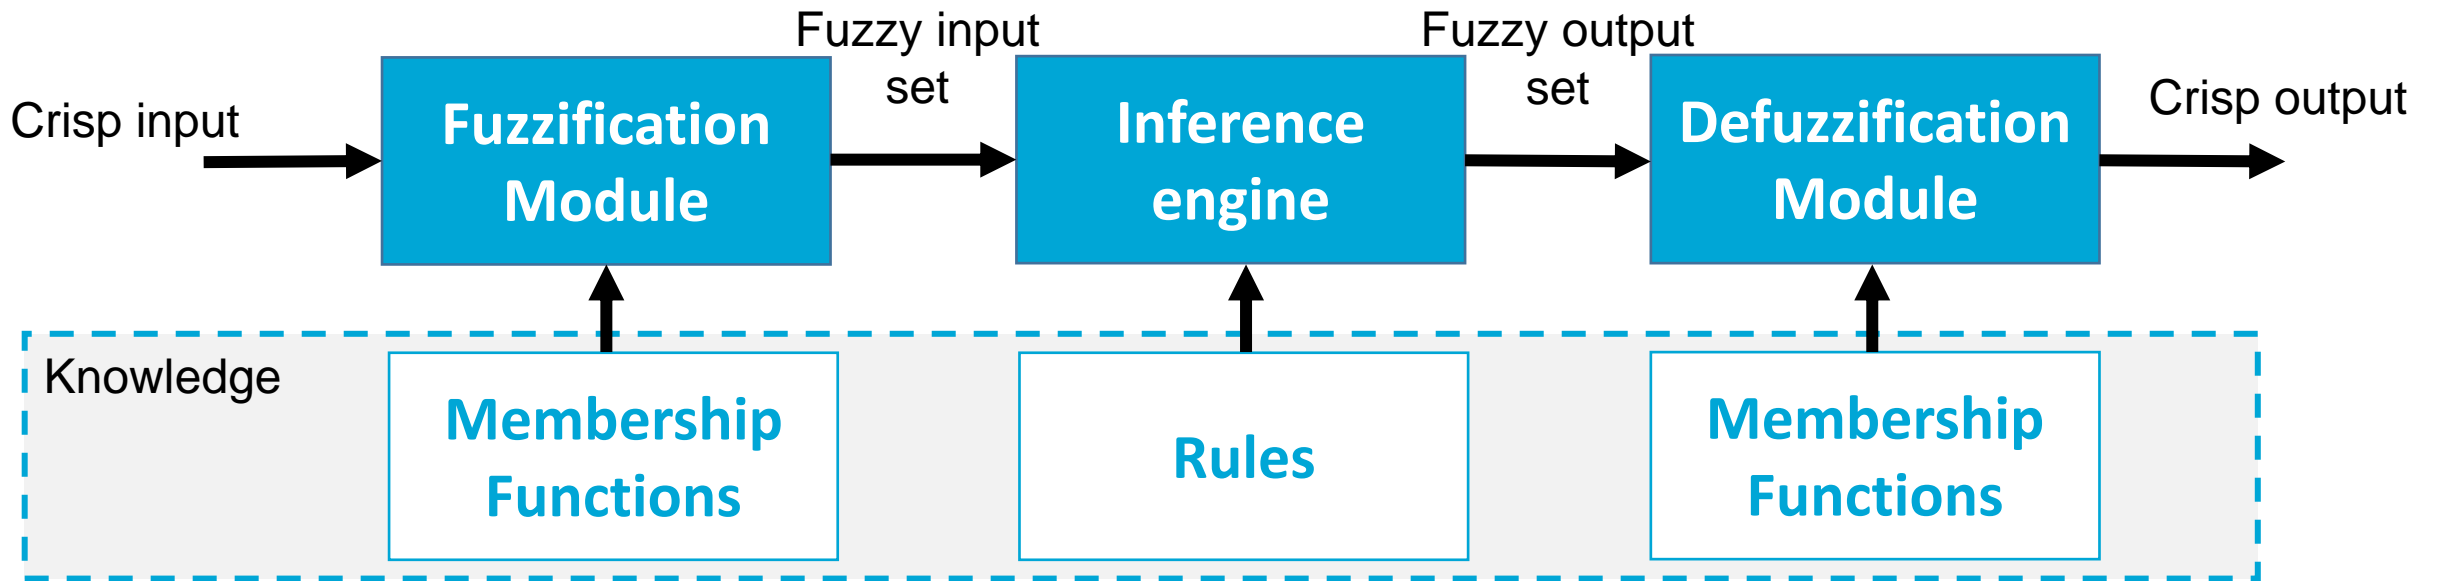 Crisp input
Fuzzification
Module
Fuzzy input
set
Inference
engine
Fuzzy output
set
Defuzzification
Module
Crisp output
Knowledge
Membership
Functions
Rules
Membership
Functions